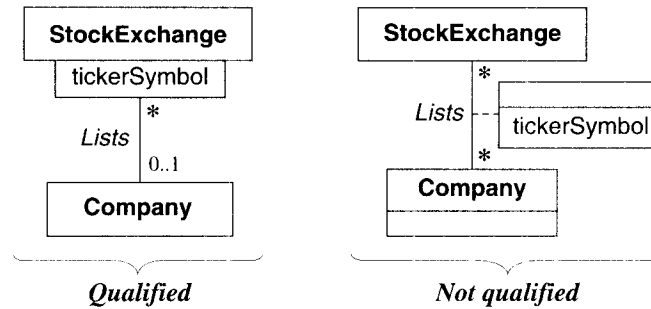 StockExchange
tickerSymbol
*
Lists
0..1
Company
Qualified
StockExchange
*
Lists
tickerSymbol
*
Company
Not qualified